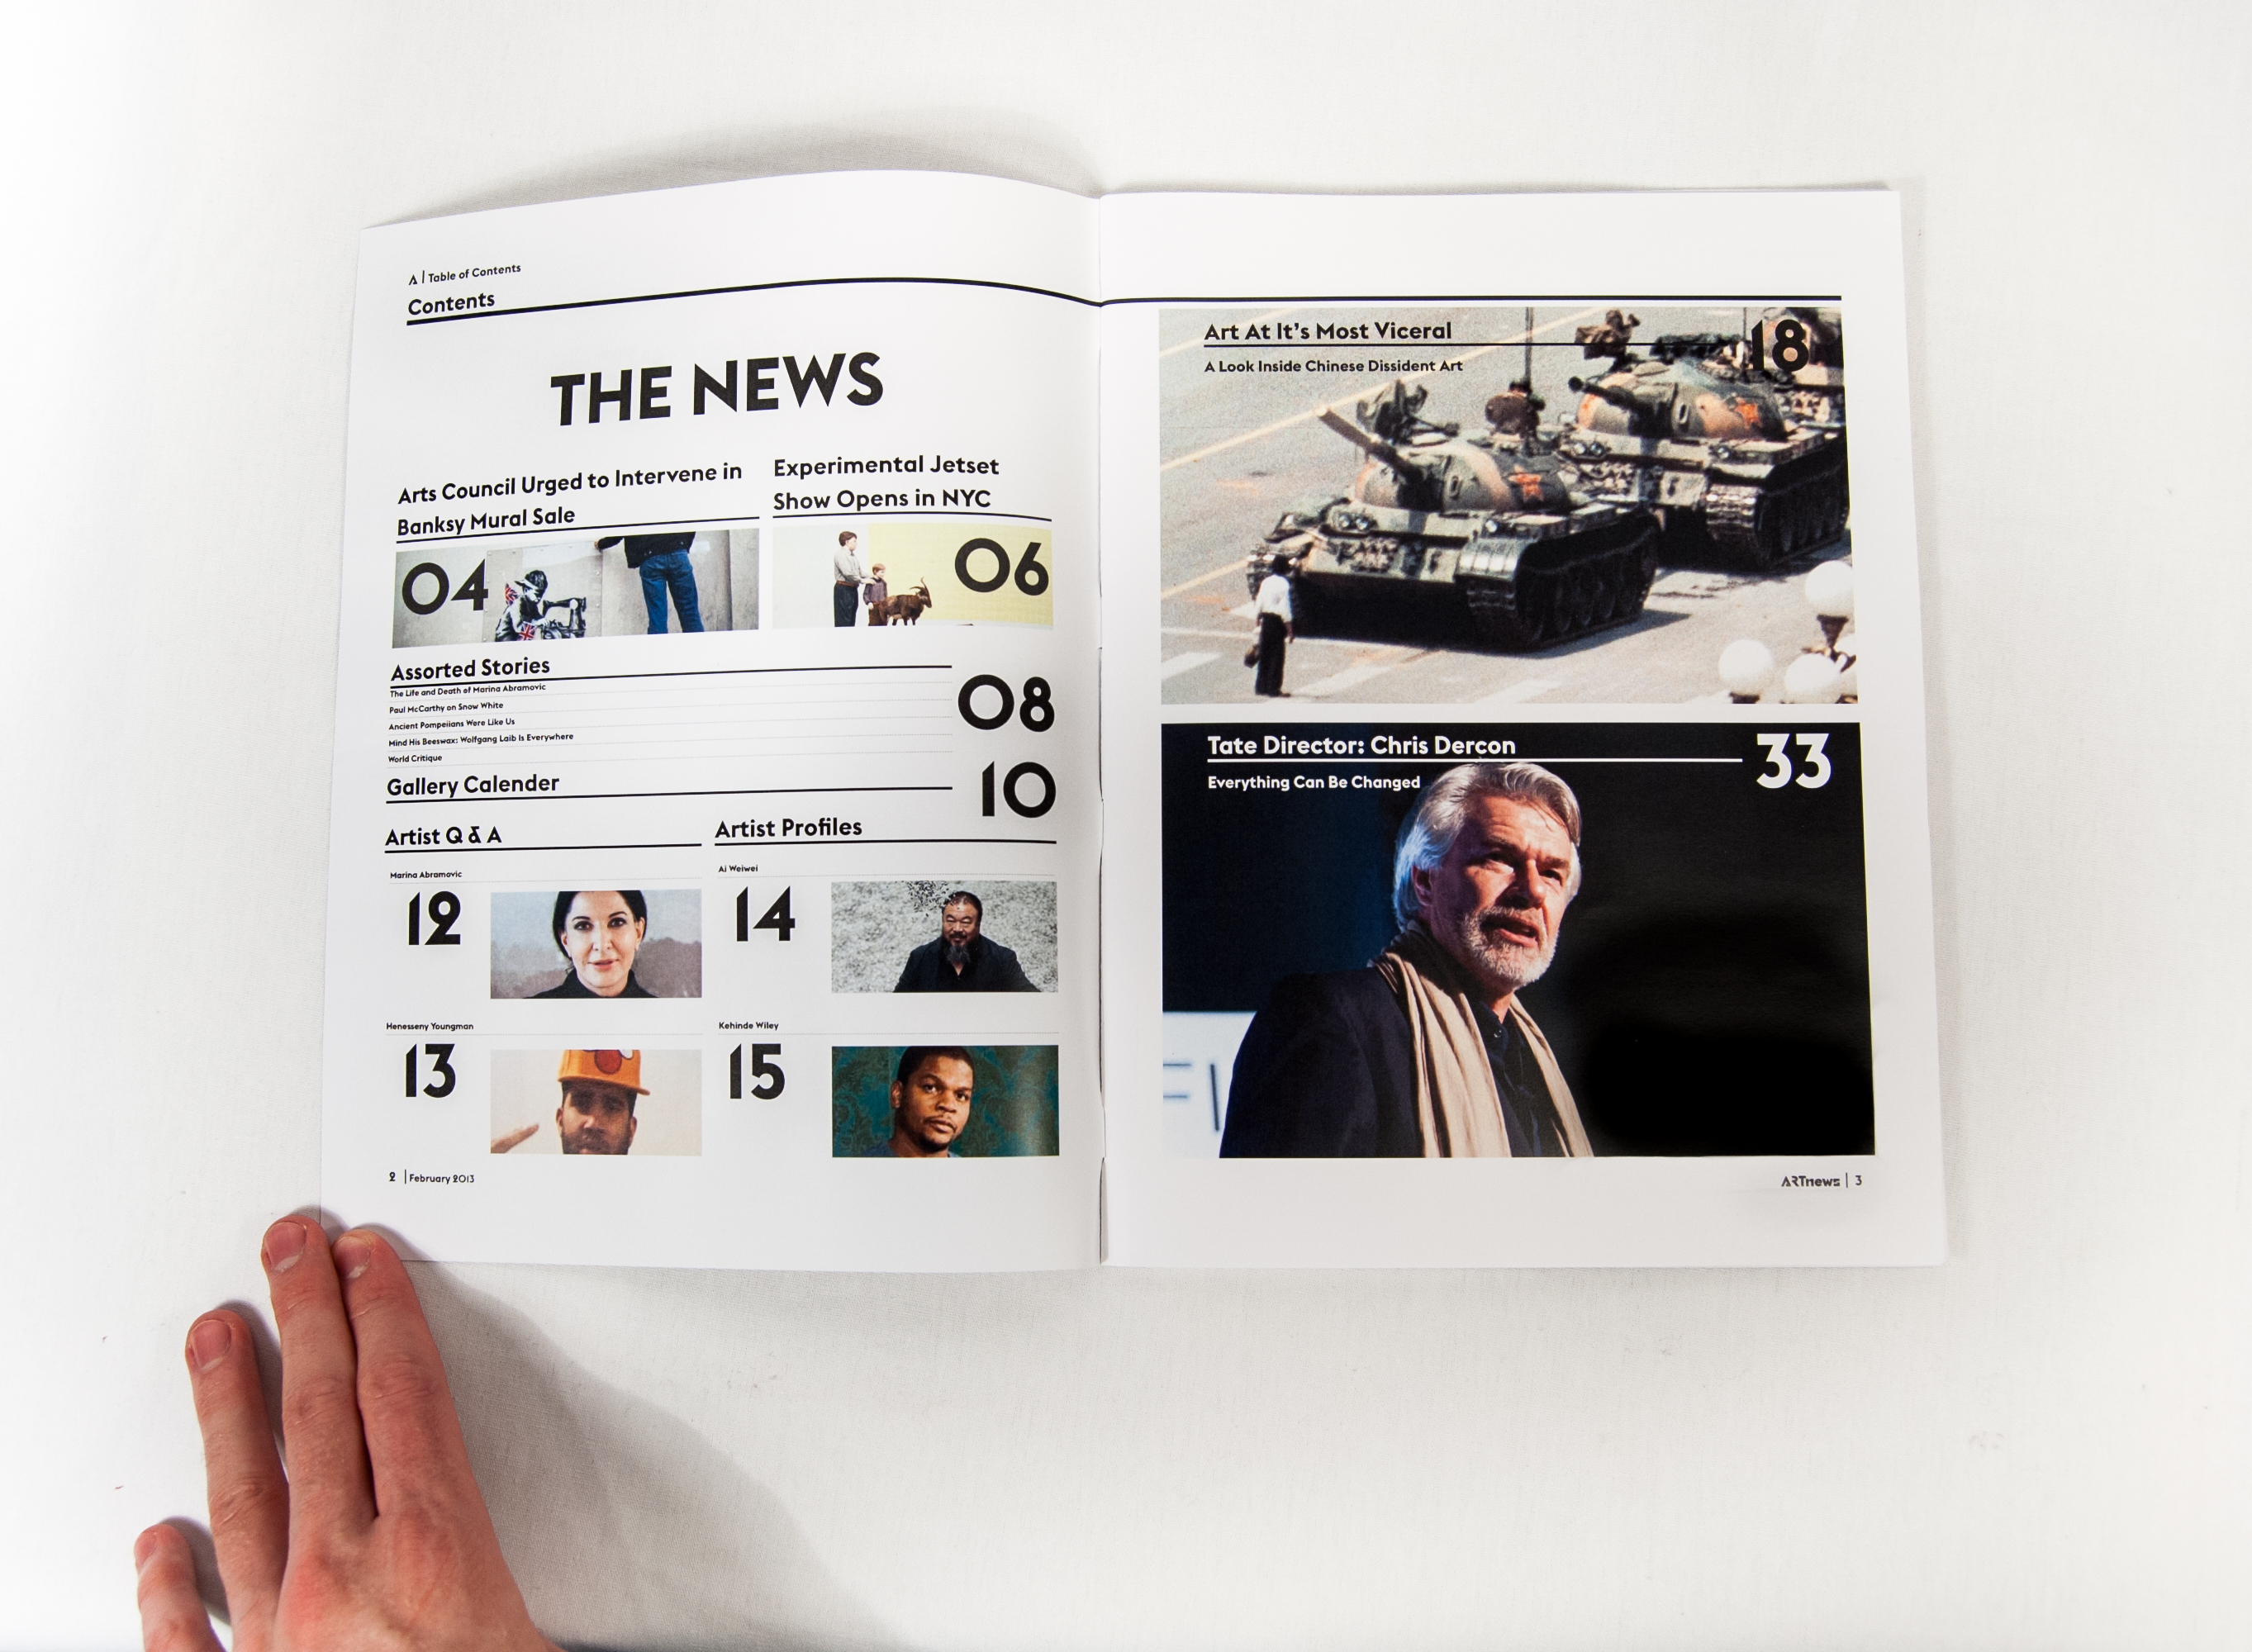 A | Table of Contents
Contents
THE NEWS
Arts Council Urged to Intervene in
Banksy Mural Sale
04
Experimental Jetset
Show Opens in NYC
06
Assorted Stories
The Life and Death of Marina Abramovic
Paul McCarthy on Snow White
Ancient Pompeiians Were Like Us
Mind His Beeswax: Wolfgang Laib Is Everywhere
World Critique
08
Gallery Calender
10
Artist Q & A
Marina Abramovic
12
Henesseny Youngman
13
Artist Profiles
Ai Weiwei
14
Kehinde Wiley
15
2 | February 2013
Art At It's Most Viceral
18
A Look Inside Chinese Dissident Art
Tate Director: Chris Dercon
33
Everything Can Be Changed
ARTnews | 3